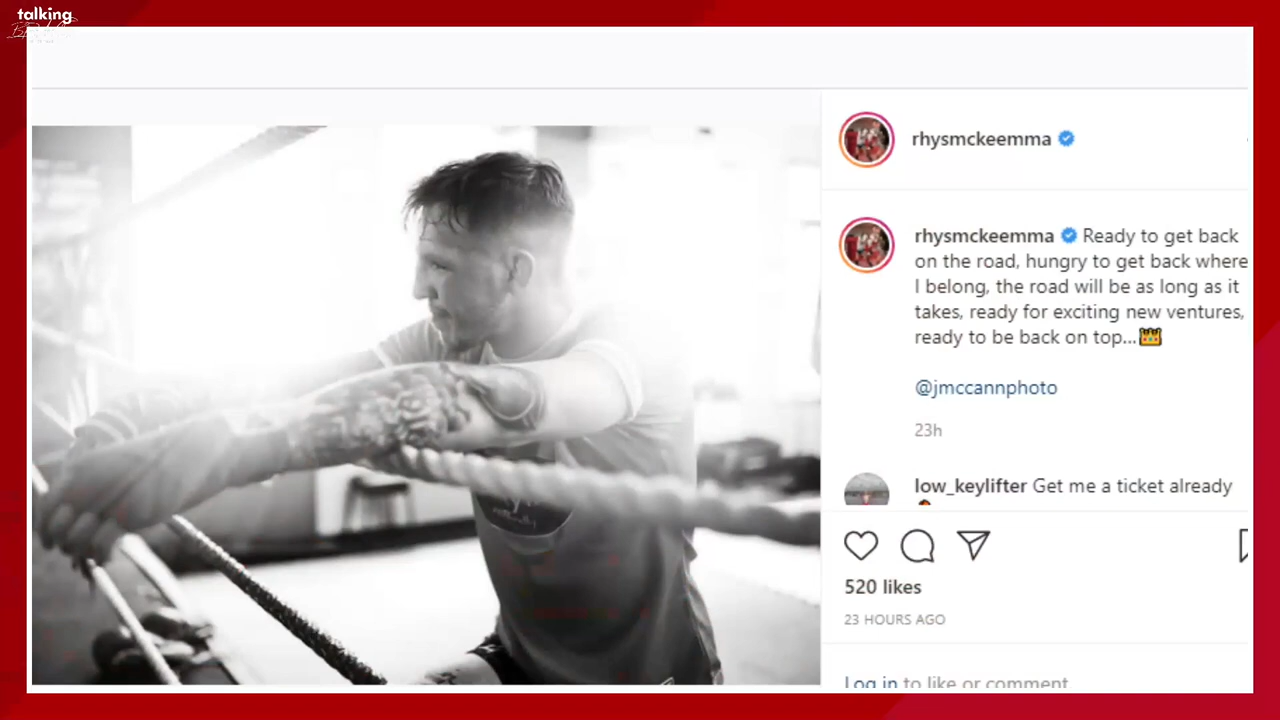 talking
rhysmckeemma
rhysmckeemma Ready to get back
on the road, hungry to get back where
I belong, the road will be as long as it
takes, ready for exciting new ventures,
ready to be back on top...
@jmccannphoto
23h
low_keylifter Get me a ticket already
520 likes
23 HOURS AGO
Log in to like or comment.